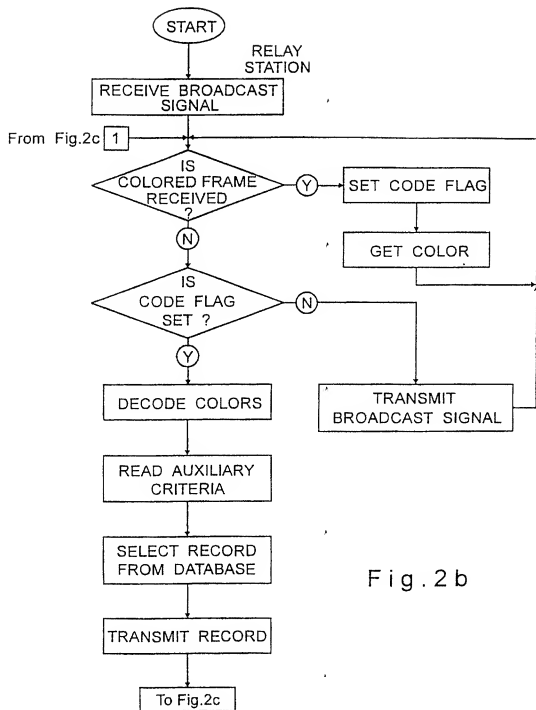 START
RELAY
STATION
RECEIVE BROADCAST
SIGNAL
From Fig.2c 1
IS
COLORED FRAME
RECEIVED
?
Y
SET CODE FLAG
N
GET COLOR
IS
CODE FLAG
SET ?
N
Y
TRANSMIT
BROADCAST SIGNAL
DECODE COLORS
READ AUXILIARY
CRITERIA
SELECT RECORD
FROM DATABASE
Fig.2b
TRANSMIT RECORD
To Fig.2c